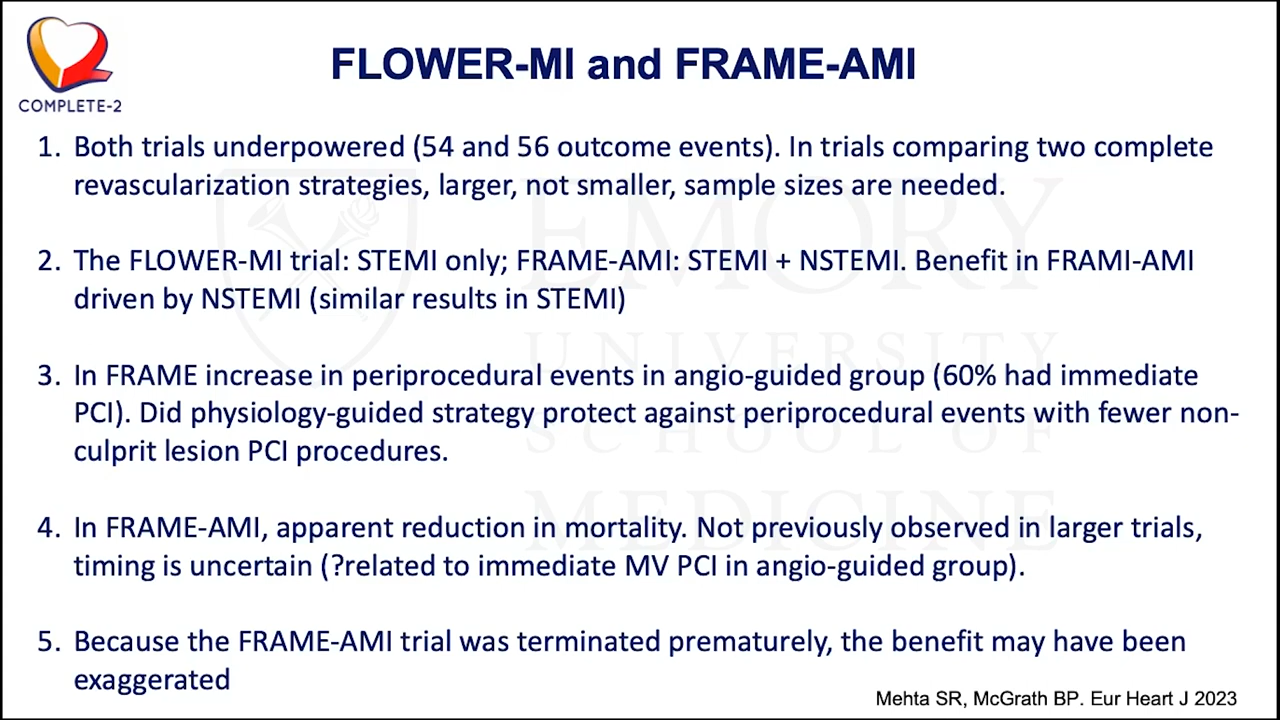 COMPLETE-2
FLOWER-MI and FRAME-AMI
1. Both trials underpowered (54 and 56 outcome events). In trials comparing two complete
revascularization strategies, larger, not smaller, sample sizes are needed.
2. The FLOWER-MI trial: STEMI only; FRAME-AMI: STEMI + NSTEMI. Benefit in FRAMI-AMI
driven by NSTEMI (similar results in STEMI)
3. In FRAME increase in periprocedural events in angio-guided group (60% had immediate
PCI). Did physiology-guided strategy protect against periprocedural events with fewer non-
culprit lesion PCI procedures.
4. In FRAME-AMI, apparent reduction in mortality. Not previously observed in larger trials,
timing is uncertain (?related to immediate MV PCI in angio-guided group).
5. Because the FRAME-AMI trial was terminated prematurely, the benefit may have been
exaggerated
Mehta SR, McGrath BP. Eur Heart J 2023
EMORY
UNIVERSITY
SCHOOL OF
MEDICINE